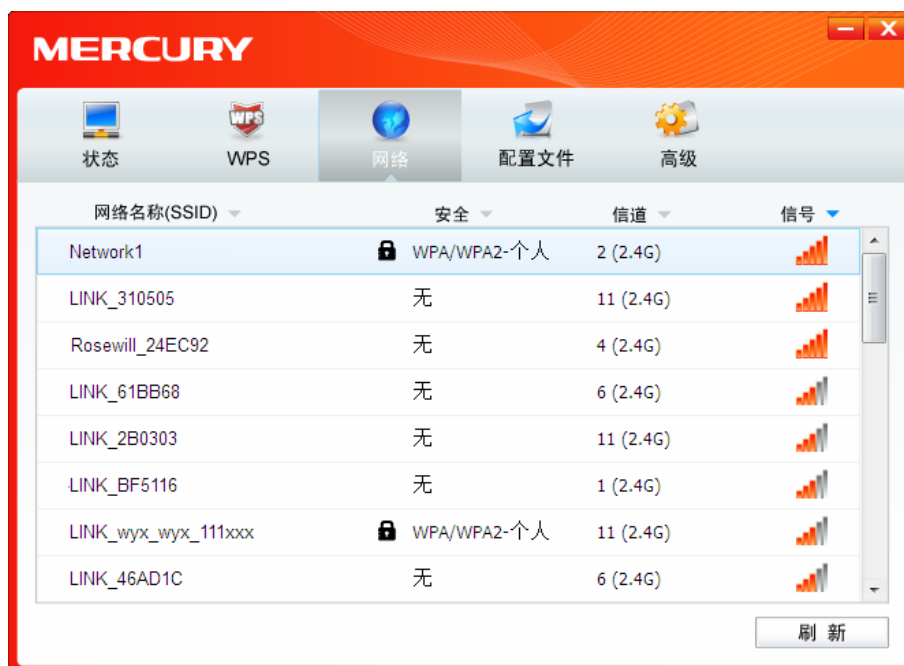 MERCURY
状态 WPS 网络 配置文件 高级
网络名称(SSID) 安全 信道 信号
Network1 WPA/WPA2-个人 2 (2.4G)
LINK_310505 无 11 (2.4G)
Rosewill_24EC92 无 4 (2.4G)
LINK_61BB68 无 6 (2.4G)
LINK_2B0303 无 11 (2.4G)
LINK_BF5116 无 1 (2.4G)
LINK_wyx_wyx_111xxx WPA/WPA2-个人 11 (2.4G)
LINK_46AD1C 无 6 (2.4G)
刷 新